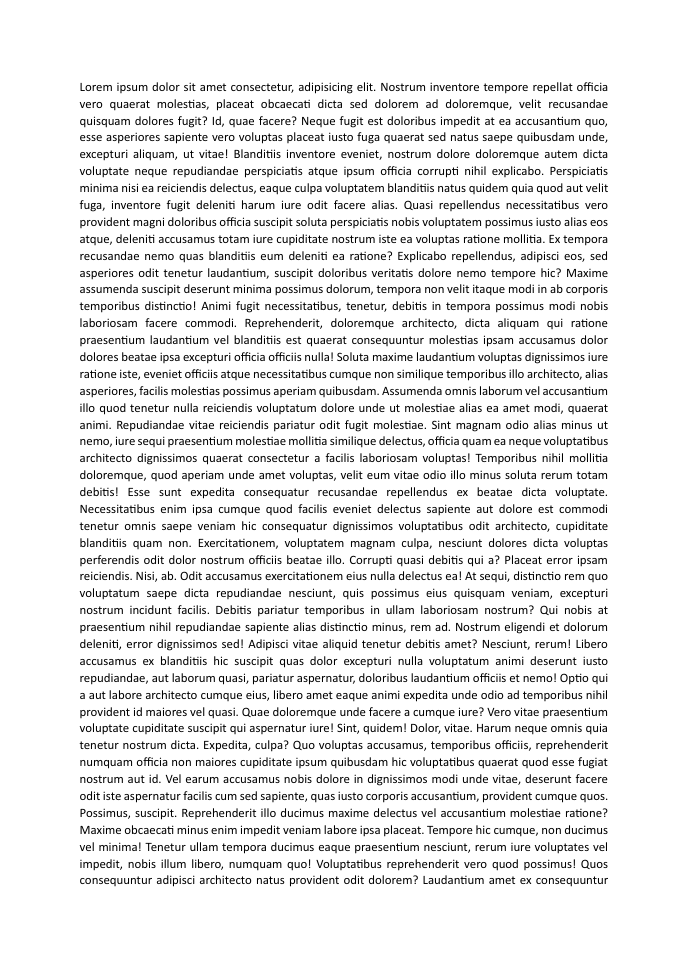 Lorem ipsum dolor sit amet consectetur, adipisicing elit. Nostrum inventore tempore repellat officia
vero quaerat molestias, placeat obcaecati dicta sed dolorem ad doloremque, velit recusandae
quisquam dolores fugit? Id, quae facere? Neque fugit est doloribus impedit at ea accusantium quo,
esse asperiores sapiente vero voluptas placeat iusto fuga quaerat sed natus saepe quibusdam unde,
excepturi aliquam, ut vitae! Blanditiis inventore eveniet, nostrum dolore doloremque autem dicta
voluptate neque repudiandae perspiciatis atque ipsum officia corrupti nihil explicabo. Perspiciatis
minima nisi ea reiciendis delectus, eaque culpa voluptatem blanditiis natus quidem quia quod aut velit
fuga, inventore fugit deleniti harum iure odit facere alias. Quasi repellendus necessitatibus vero
provident magni doloribus officia suscipit soluta perspiciatis nobis voluptatem possimus iusto alias eos
atque, deleniti accusamus totam iure cupiditate nostrum iste ea voluptas ratione mollitia. Ex tempora
recusandae nemo quas blanditiis eum deleniti ea ratione? Explicabo repellendus, adipisci eos, sed
asperiores odit tenetur laudantium, suscipit doloribus veritatis dolore nemo tempore hic? Maxime
assumenda suscipit deserunt minima possimus dolorum, tempora non velit itaque modi in ab corporis
temporibus distinctio! Animi fugit necessitatibus, tenetur, debitis in tempora possimus modi nobis
laboriosam facere commodi. Reprehenderit, doloremque architecto, dicta aliquam qui ratione
praesentium laudantium vel blanditiis est quaerat consequuntur molestias ipsam accusamus dolor
dolores beatae ipsa excepturi officia officiis nulla! Soluta maxime laudantium voluptas dignissimos iure
ratione iste, eveniet officiis atque necessitatibus cumque non similique temporibus illo architecto, alias
asperiores, facilis molestias possimus aperiam quibusdam. Assumenda omnis laborum vel accusantium
illo quod tenetur nulla reiciendis voluptatum dolore unde ut molestiae alias ea amet modi, quaerat
animi. Repudiandae vitae reiciendis pariatur odit fugit molestiae. Sint magnam odio alias minus ut
nemo, iure sequi praesentium molestiae mollitia similique delectus, officia quam ea neque voluptatibus
architecto dignissimos quaerat consectetur a facilis laboriosam voluptas! Temporibus nihil mollitia
doloremque, quod aperiam unde amet voluptas, velit eum vitae odio illo minus soluta rerum totam
debitis! Esse sunt expedita consequatur recusandae repellendus ex beatae dicta voluptate.
Necessitatibus enim ipsa cumque quod facilis eveniet delectus sapiente aut dolore est commodi
tenetur omnis saepe veniam hic consequatur dignissimos voluptatibus odit architecto, cupiditate
blanditiis quam non. Exercitationem, voluptatem magnam culpa, nesciunt dolores dicta voluptas
perferendis odit dolor nostrum officiis beatae illo. Corrupti quasi debitis qui a? Placeat error ipsam
reiciendis. Nisi, ab. Odit accusamus exercitationem eius nulla delectus ea! At sequi, distinctio rem quo
voluptatum saepe dicta repudiandae nesciunt, quis possimus eius quisquam veniam, excepturi
nostrum incidunt facilis. Debitis pariatur temporibus in ullam laboriosam nostrum? Qui nobis at
praesentium nihil repudiandae sapiente alias distinctio minus, rem ad. Nostrum eligendi et dolorum
deleniti, error dignissimos sed! Adipisci vitae aliquid tenetur debitis amet? Nesciunt, rerum! Libero
accusamus ex blanditiis hic suscipit quas dolor excepturi nulla voluptatum animi deserunt iusto
repudiandae, aut laborum quasi, pariatur aspernatur, doloribus laudantium officiis et nemo! Optio qui
a aut labore architecto cumque eius, libero amet eaque animi expedita unde odio ad temporibus nihil
provident id maiores vel quasi. Quae doloremque unde facere a cumque iure? Vero vitae praesentium
voluptate cupiditate suscipit qui aspernatur iure! Sint, quidem! Dolor, vitae. Harum neque omnis quia
tenetur nostrum dicta. Expedita, culpa? Quo voluptas accusamus, temporibus officiis, reprehenderit
numquam officia non maiores cupiditate ipsum quibusdam hic voluptatibus quaerat quod esse fugiat
nostrum aut id. Vel earum accusamus nobis dolore in dignissimos modi unde vitae, deserunt facere
odit iste aspernatur facilis cum sed sapiente, quas iusto corporis accusantium, provident cumque quos.
Possimus, suscipit. Reprehenderit illo ducimus maxime delectus vel accusantium molestiae ratione?
Maxime obcaecati minus enim impedit veniam labore ipsa placeat. Tempore hic cumque, non ducimus
vel minima! Tenetur ullam tempora ducimus eaque praesentium nesciunt, rerum iure voluptates vel
impedit, nobis illum libero, numquam quo! Voluptatibus reprehenderit vero quod possimus! Quos
consequuntur adipisci architecto natus provident odit dolorem? Laudantium amet ex consequuntur